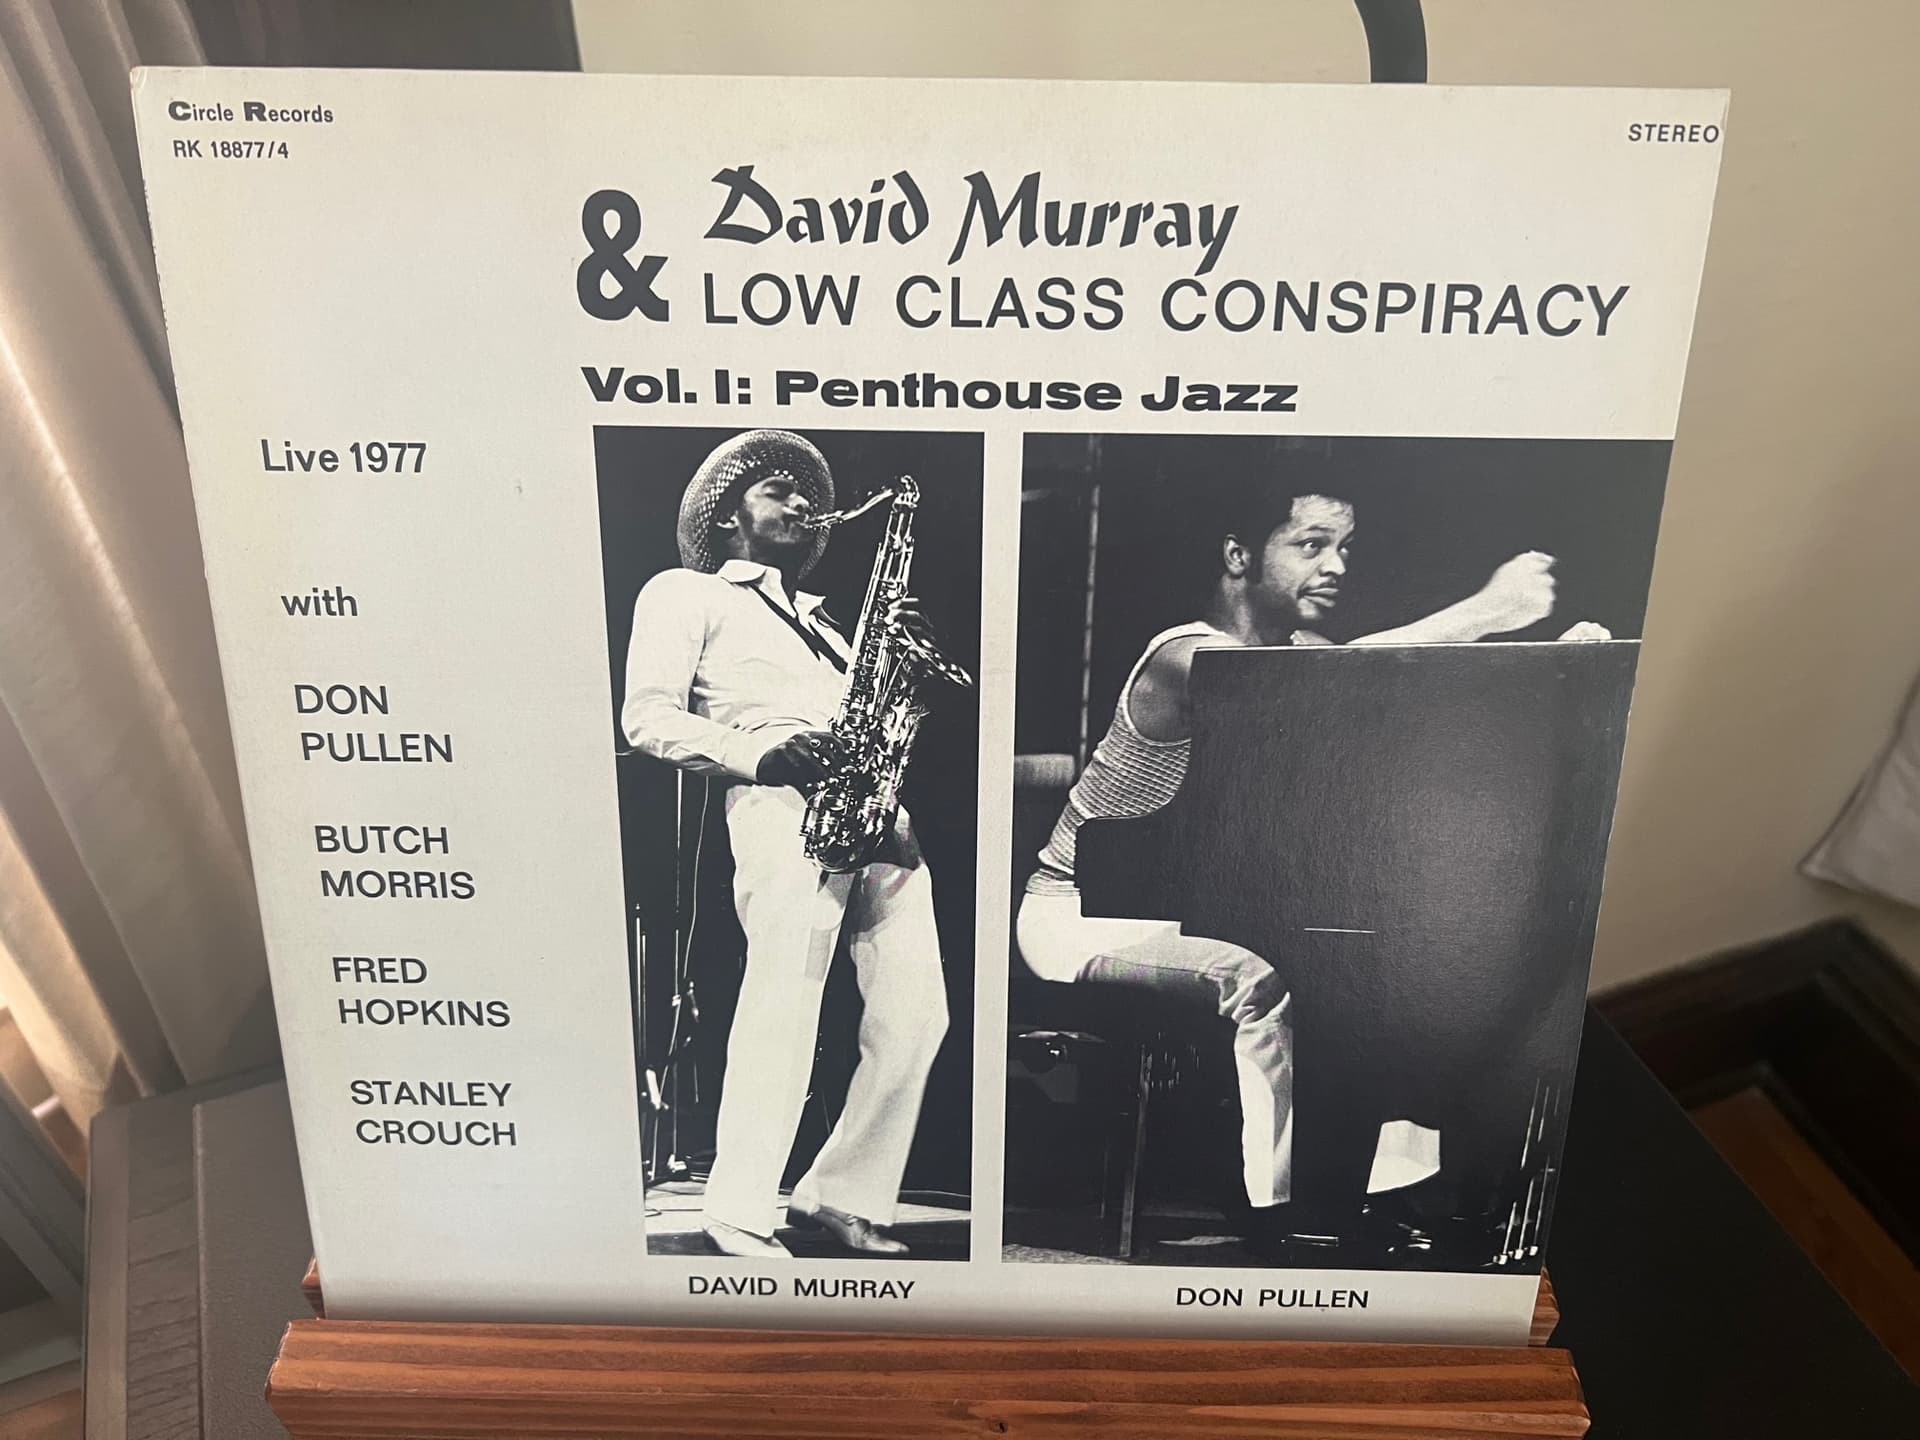 Circle Records
RK 18877/4
STEREO
& David Murray
LOW CLASS CONSPIRACY
Vol. I: Penthouse Jazz
Live 1977
with
DON
PULLEN
BUTCH
MORRIS
FRED
HOPKINS
STANLEY
CROUCH
DAVID MURRAY
DON PULLEN